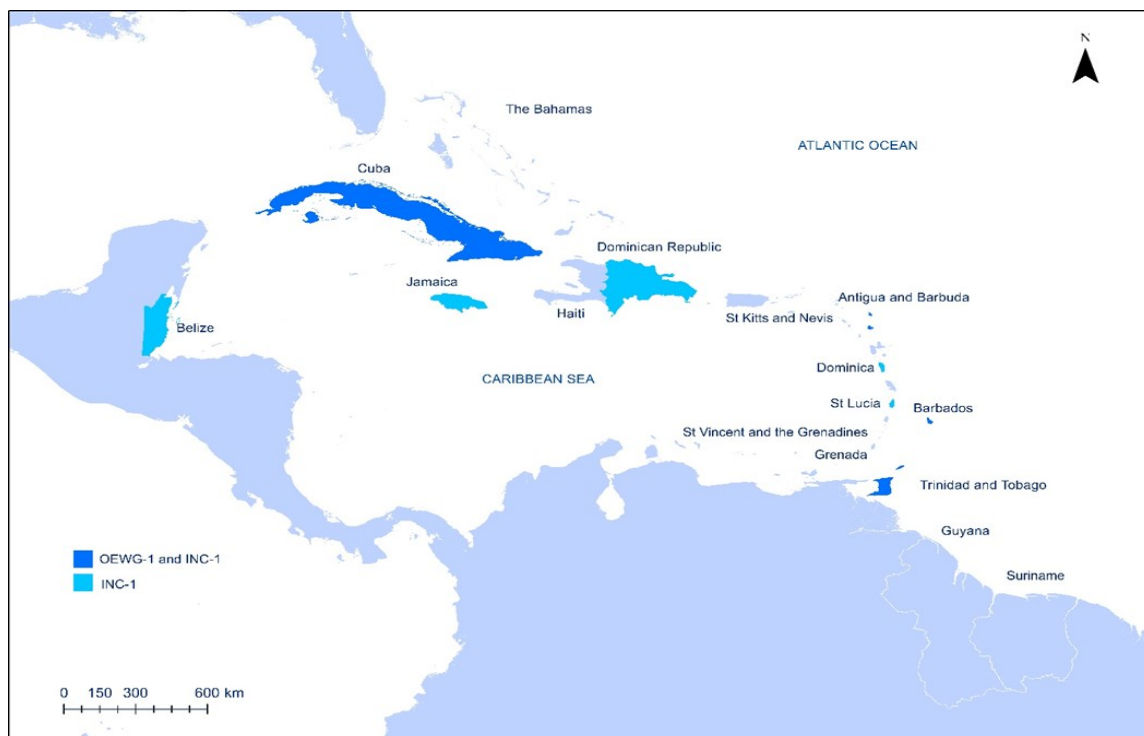 N
The Bahamas
ATLANTIC OCEAN
Cuba
Dominican Republic
Jamaica
Antigua and Barbuda
Haiti
St Kitts and Nevis
Belize
Dominica
CARIBBEAN SEA
St Lucia
Barbados
St Vincent and the Grenadines
Grenada
Trinidad and Tobago
Guyana
OEWG-1 and INC-1
Suriname
INC-1
0 150 300 600 km